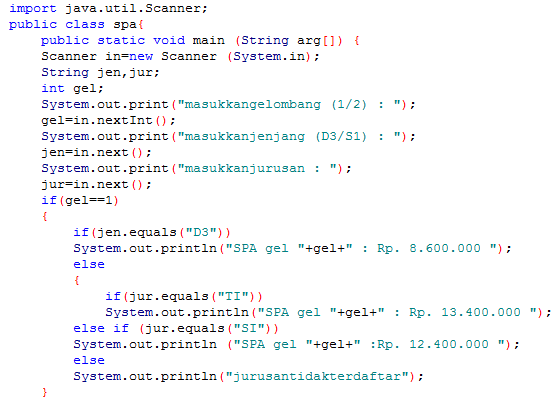 import java.util.Scanner;
public class spa{
    public static void main (String arg[]) {
    Scanner in=new Scanner (System.in);
    String jen,jur;
    int gel;
    System.out.print("masukkangelombang (1/2) : ");
    gel=in.nextInt();
    System.out.print("masukkanjenjang (D3/S1) : ");
    jen=in.next();
    System.out.print("masukkanjurusan : ");
    jur=in.next();
    if(gel==1)
    {
        if(jen.equals("D3"))
        System.out.println("SPA gel "+gel+" : Rp. 8.600.000 ");
        else
        {
            if(jur.equals("TI"))
            System.out.println("SPA gel "+gel+" : Rp. 13.400.000 ");
        else if (jur.equals("SI"))
        System.out.println ("SPA gel "+gel+" :Rp. 12.400.000 ");
        else
        System.out.println("jurusantidakterdaftar");
    }